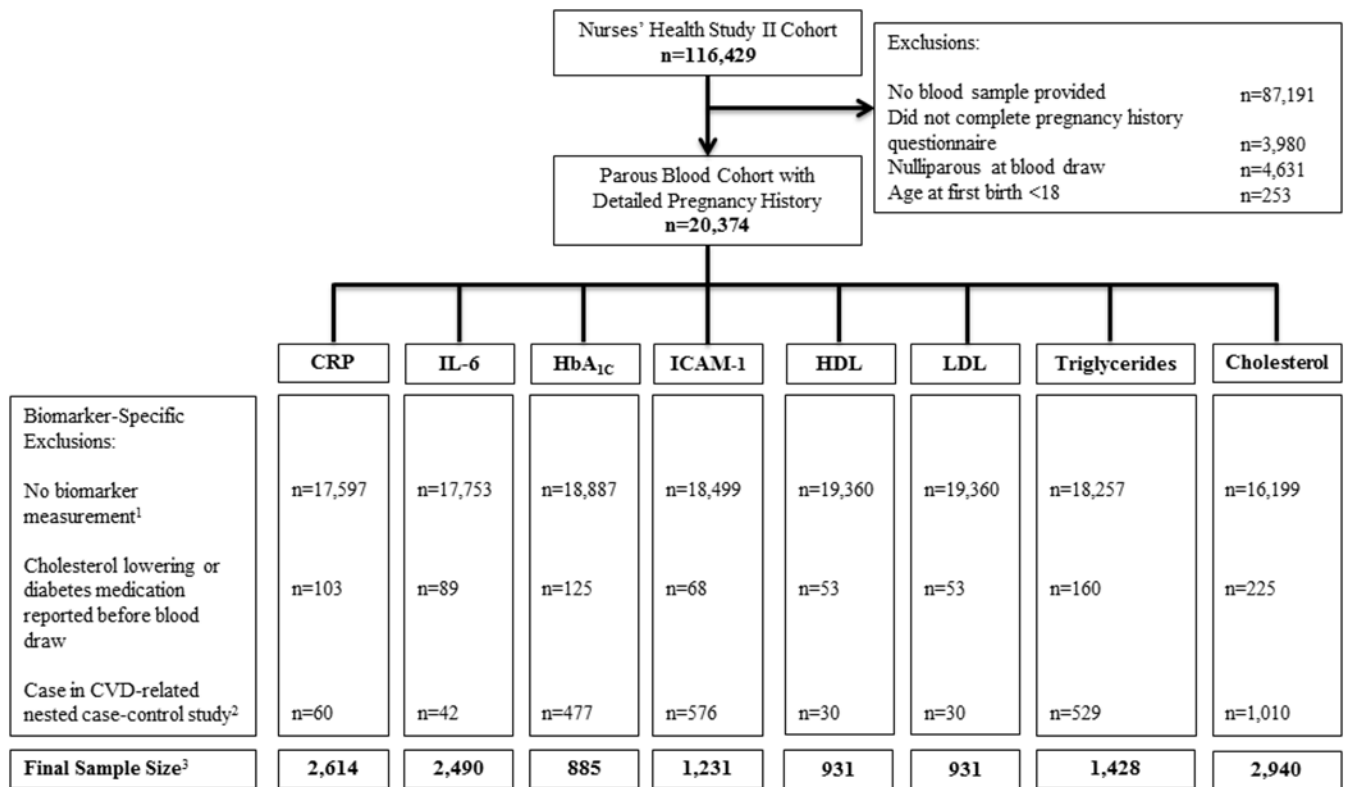 Nurses’ Health Study II Cohort
n=116,429
Exclusions:
No blood sample provided n=87,191
Did not complete pregnancy history
questionnaire n=3,980
Nulliparous at blood draw n=4,631
Age at first birth <18 n=253
Parous Blood Cohort with
Detailed Pregnancy History
n=20,374
CRP IL-6 HbA1C ICAM-1 HDL LDL Triglycerides Cholesterol
Biomarker-Specific
Exclusions:
No biomarker
measurement1 n=17,597 n=17,753 n=18,887 n=18,499 n=19,360 n=19,360 n=18,257 n=16,199
Cholesterol lowering or
diabetes medication n=103 n=89 n=125 n=68 n=53 n=53 n=160 n=225
reported before blood
draw
Case in CVD-related
nested case-control study2 n=60 n=42 n=477 n=576 n=30 n=30 n=529 n=1,010
Final Sample Size3 2,614 2,490 885 1,231 931 931 1,428 2,940